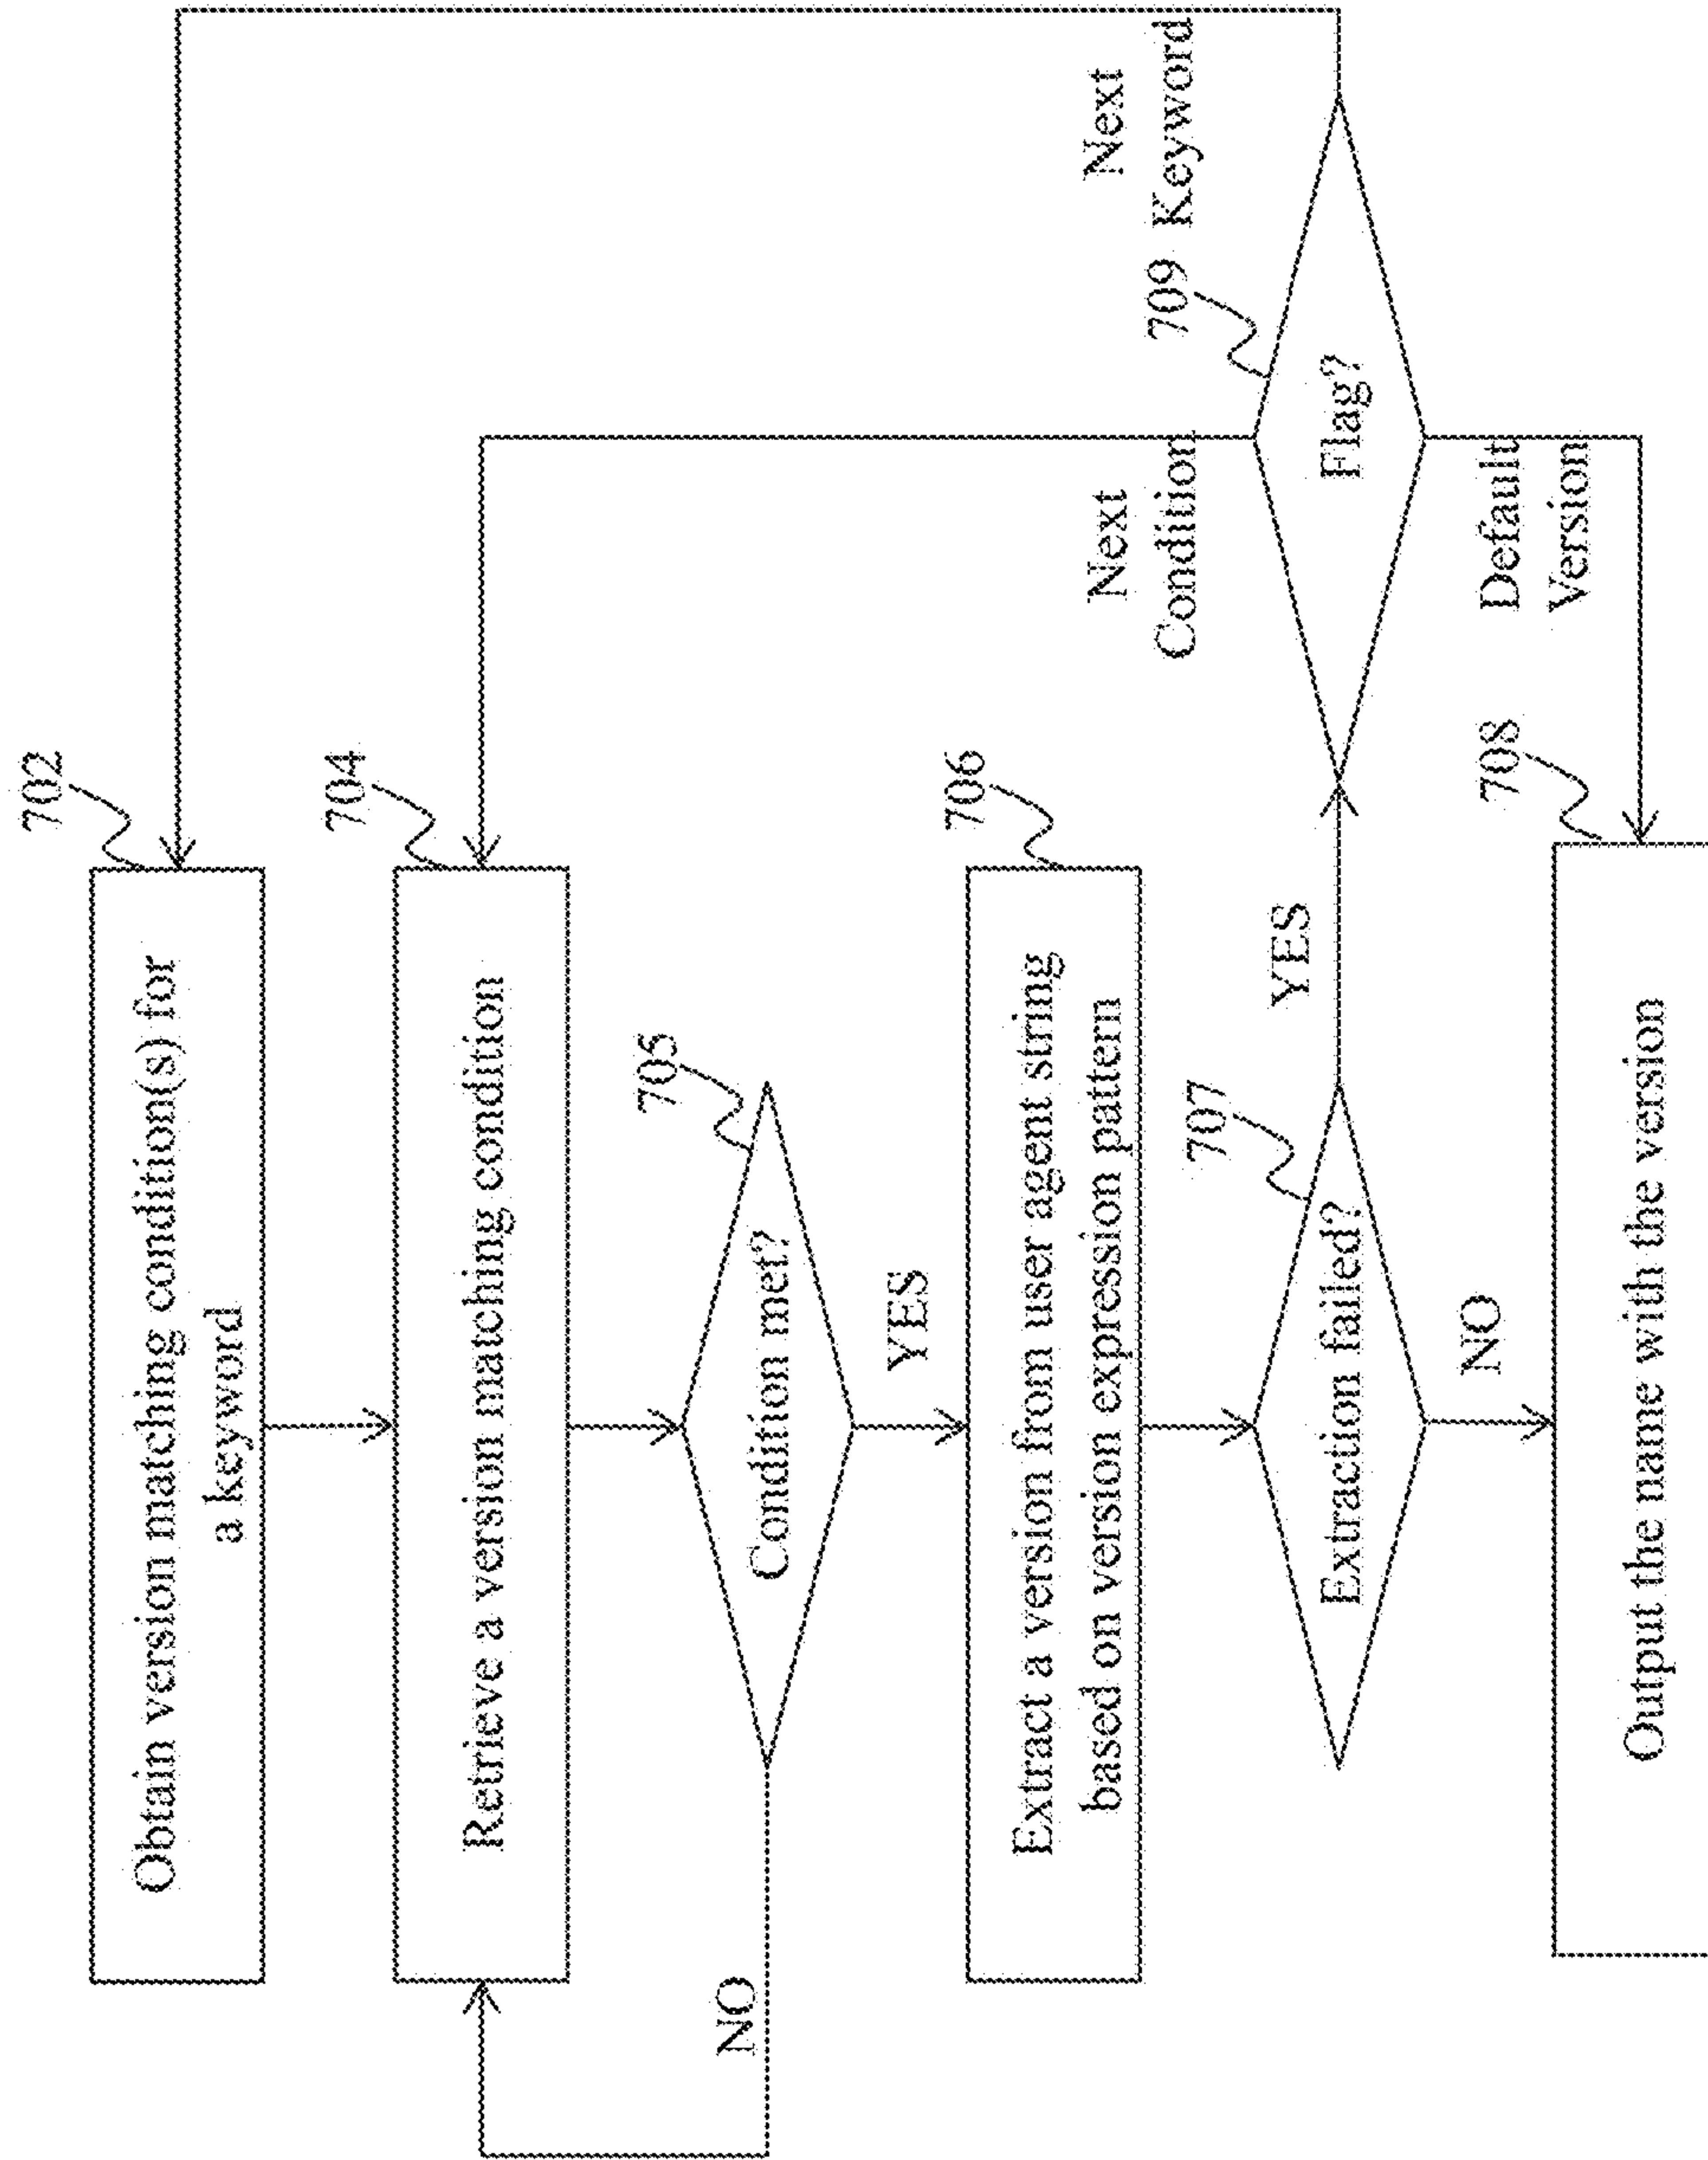 702
Obtain version matching condition(s) for
a keyword
704
Retrieve a version matching condition
705
Condition met?
NO
YES
706
Extract a version from user agent string
based on version expression pattern
707
Extraction failed?
YES
NO
709
Flag?
Next
Keyword
Next
Condition
Default
Version
708
Output the name with the version